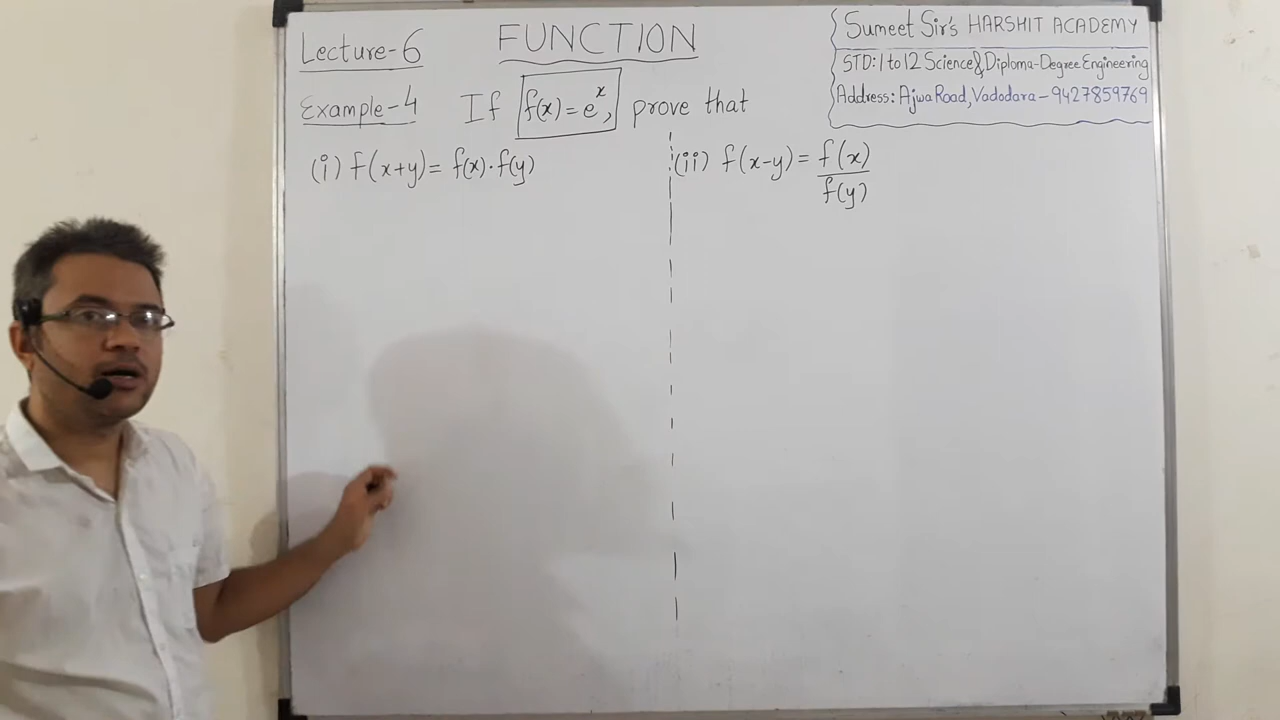 Lecture-6
FUNCTION
Sumeet Sir's HARSHIT ACADEMY
STD: 1 to 12 Science & Diploma-Degree Engineering
Address: Ajwa Road, Vadodara - 9427859769
Example-4 If f(x) = eˣ, prove that
(i) f(x+y) = f(x)·f(y)
(ii) f(x-y) = f(x)
f(y)